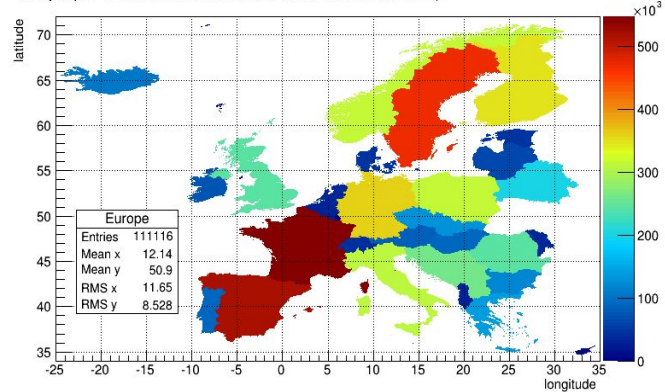 ×10³
latitude
70
65
60
55
50
45
40
35
Europe
Entries 111116
Mean x 12.14
Mean y 50.9
RMS x 11.65
RMS y 8.528
-25 -20 -15 -10 -5 0 5 10 15 20 25 30 35
longitude
500
400
300
200
100
0